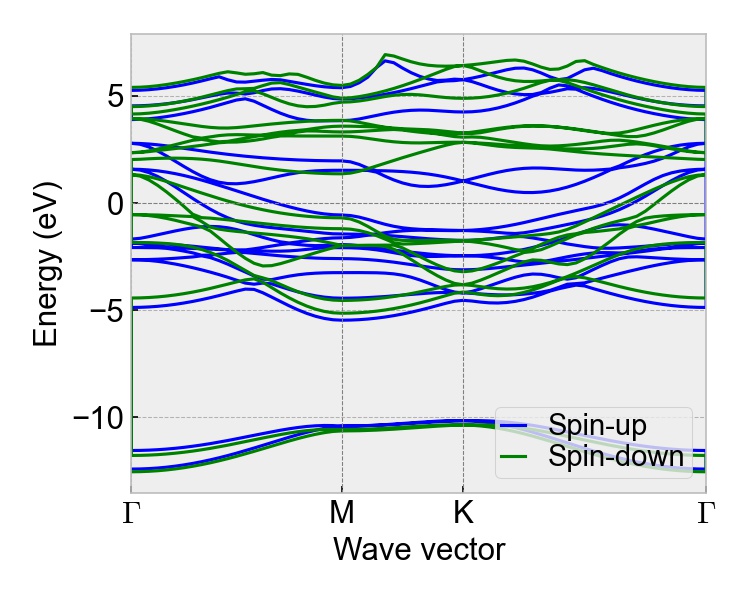 5
0
−5
−10
Energy (eV)
Spin-up
Spin-down
Γ M K Γ
Wave vector